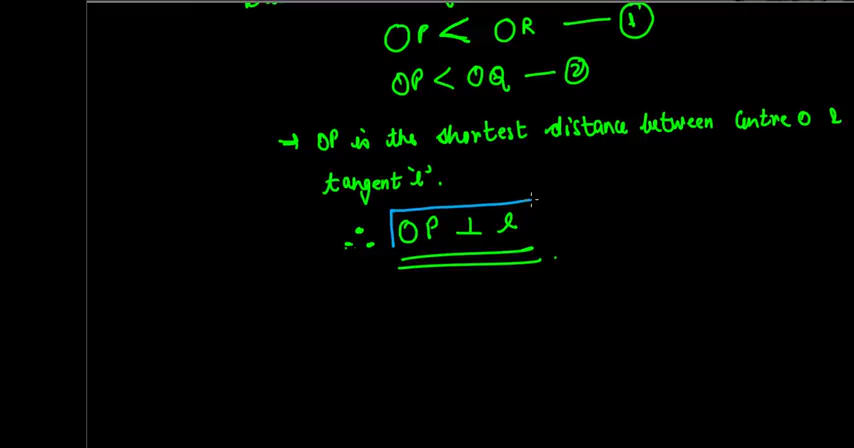 OP < OR — ①
OP < OQ — ②
→ OP is the shortest distance between centre O &
tangent 'l'.
∴ OP ⊥ l